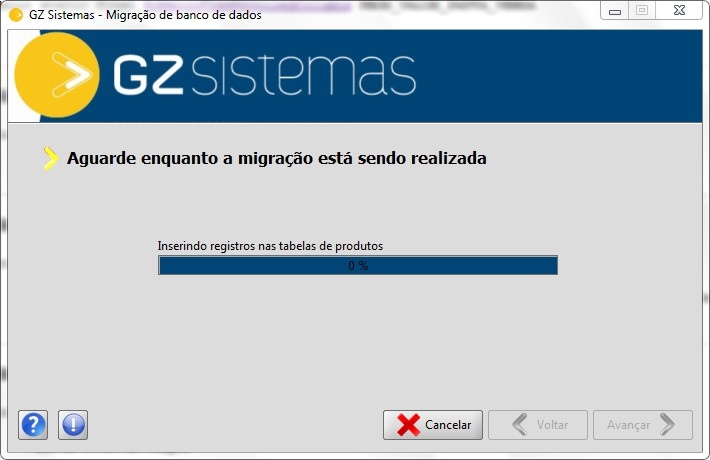 GZ Sistemas - Migração de banco de dados
GZ sistemas
Aguarde enquanto a migração está sendo realizada
Inserindo registros nas tabelas de produtos
0 %
Cancelar
Voltar
Avançar